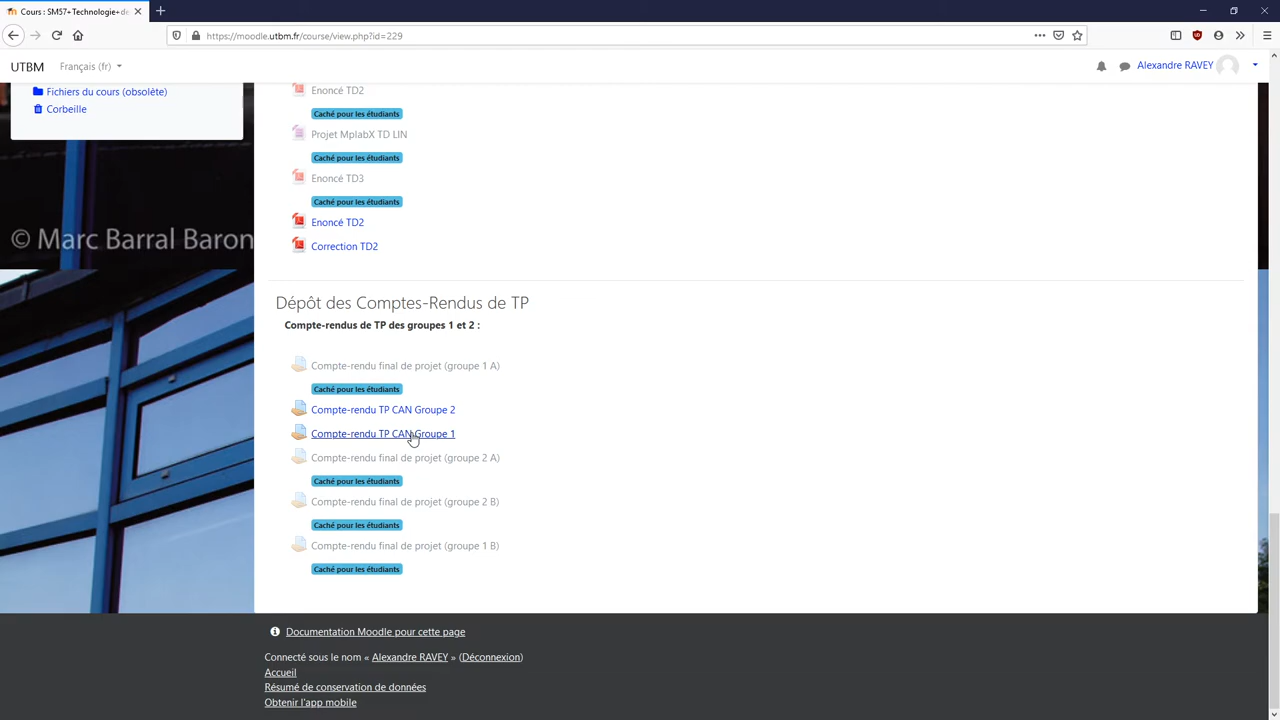 Cours : SM57+Technologie+de
https://moodle.utbm.fr/course/view.php?id=229
UTBM
Français (fr)
Alexandre RAVEY
Fichiers du cours (obsolète)
Corbeille
Enoncé TD2
Caché pour les étudiants
Projet MplabX TD LIN
Caché pour les étudiants
Enoncé TD3
Caché pour les étudiants
Enoncé TD2
Correction TD2
© Marc Barral Baron
Dépôt des Comptes-Rendus de TP
Compte-rendus de TP des groupes 1 et 2 :
Compte-rendu final de projet (groupe 1 A)
Caché pour les étudiants
Compte-rendu TP CAN Groupe 2
Compte-rendu TP CAN Groupe 1
Compte-rendu final de projet (groupe 2 A)
Caché pour les étudiants
Compte-rendu final de projet (groupe 2 B)
Caché pour les étudiants
Compte-rendu final de projet (groupe 1 B)
Caché pour les étudiants
Documentation Moodle pour cette page
Connecté sous le nom « Alexandre RAVEY » (Déconnexion)
Accueil
Résumé de conservation de données
Obtenir l'app mobile